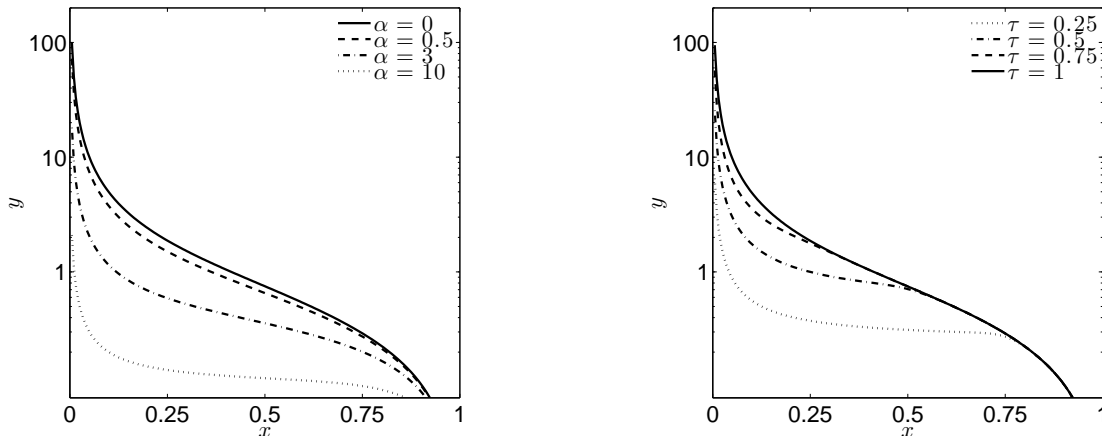 100
10
1
y
0 0.25 0.5 0.75 1
x
α = 0
α = 0.5
α = 3
α = 10
100
10
1
y
0 0.25 0.5 0.75 1
x
τ = 0.25
τ = 0.5
τ = 0.75
τ = 1